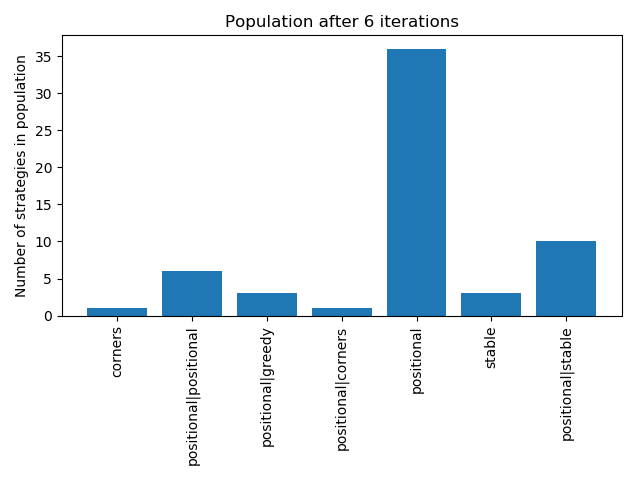 Population after 6 iterations
Number of strategies in population
35
30
25
20
15
10
5
0
corners
positional|positional
positional|greedy
positional|corners
positional
stable
positional|stable